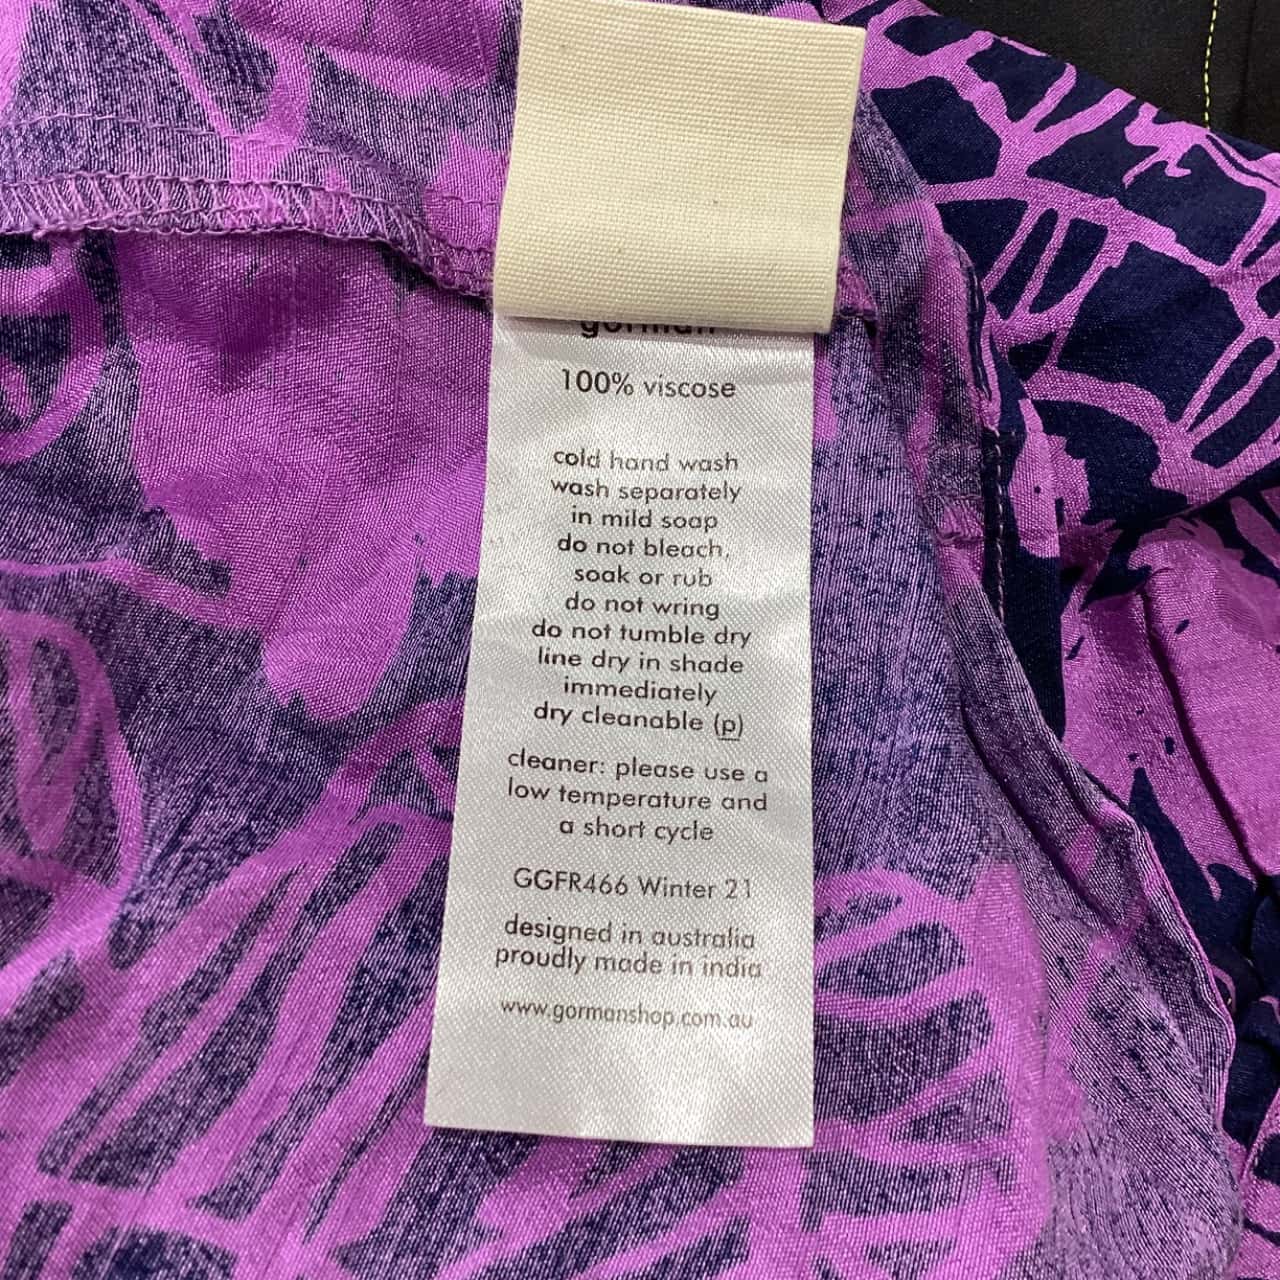 gorman
100% viscose
cold hand wash
wash separately
in mild soap
do not bleach,
soak or rub
do not wring
do not tumble dry
line dry in shade
immediately
dry cleanable (p)
cleaner: please use a
low temperature and
a short cycle
GGFR466 Winter 21
designed in australia
proudly made in india
www.gormanshop.com.au